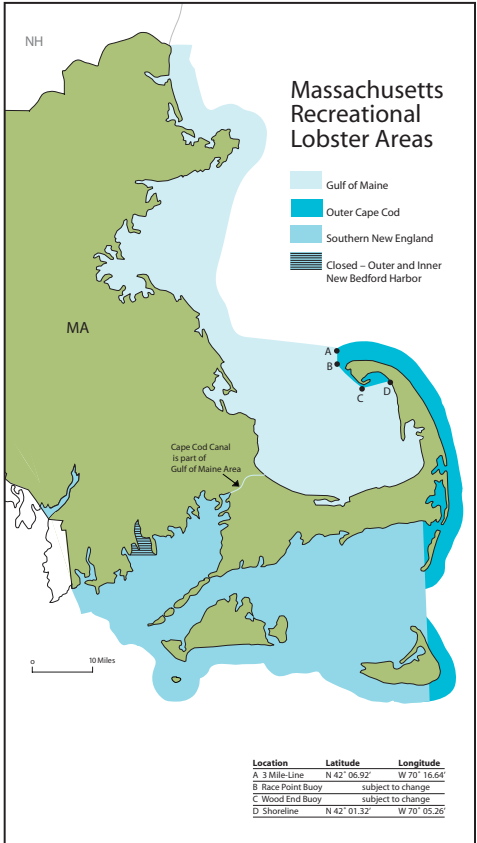 NH
Massachusetts
Recreational
Lobster Areas
Gulf of Maine
Outer Cape Cod
Southern New England
Closed – Outer and Inner
New Bedford Harbor
MA
A
B
C
D
Cape Cod Canal
is part of
Gulf of Maine Area
0 10 Miles
Location Latitude Longitude
A 3 Mile-Line N 42˚ 06.92' W 70˚ 16.64'
B Race Point Buoy subject to change
C Wood End Buoy subject to change
D Shoreline N 42˚ 01.32' W 70˚ 05.26'